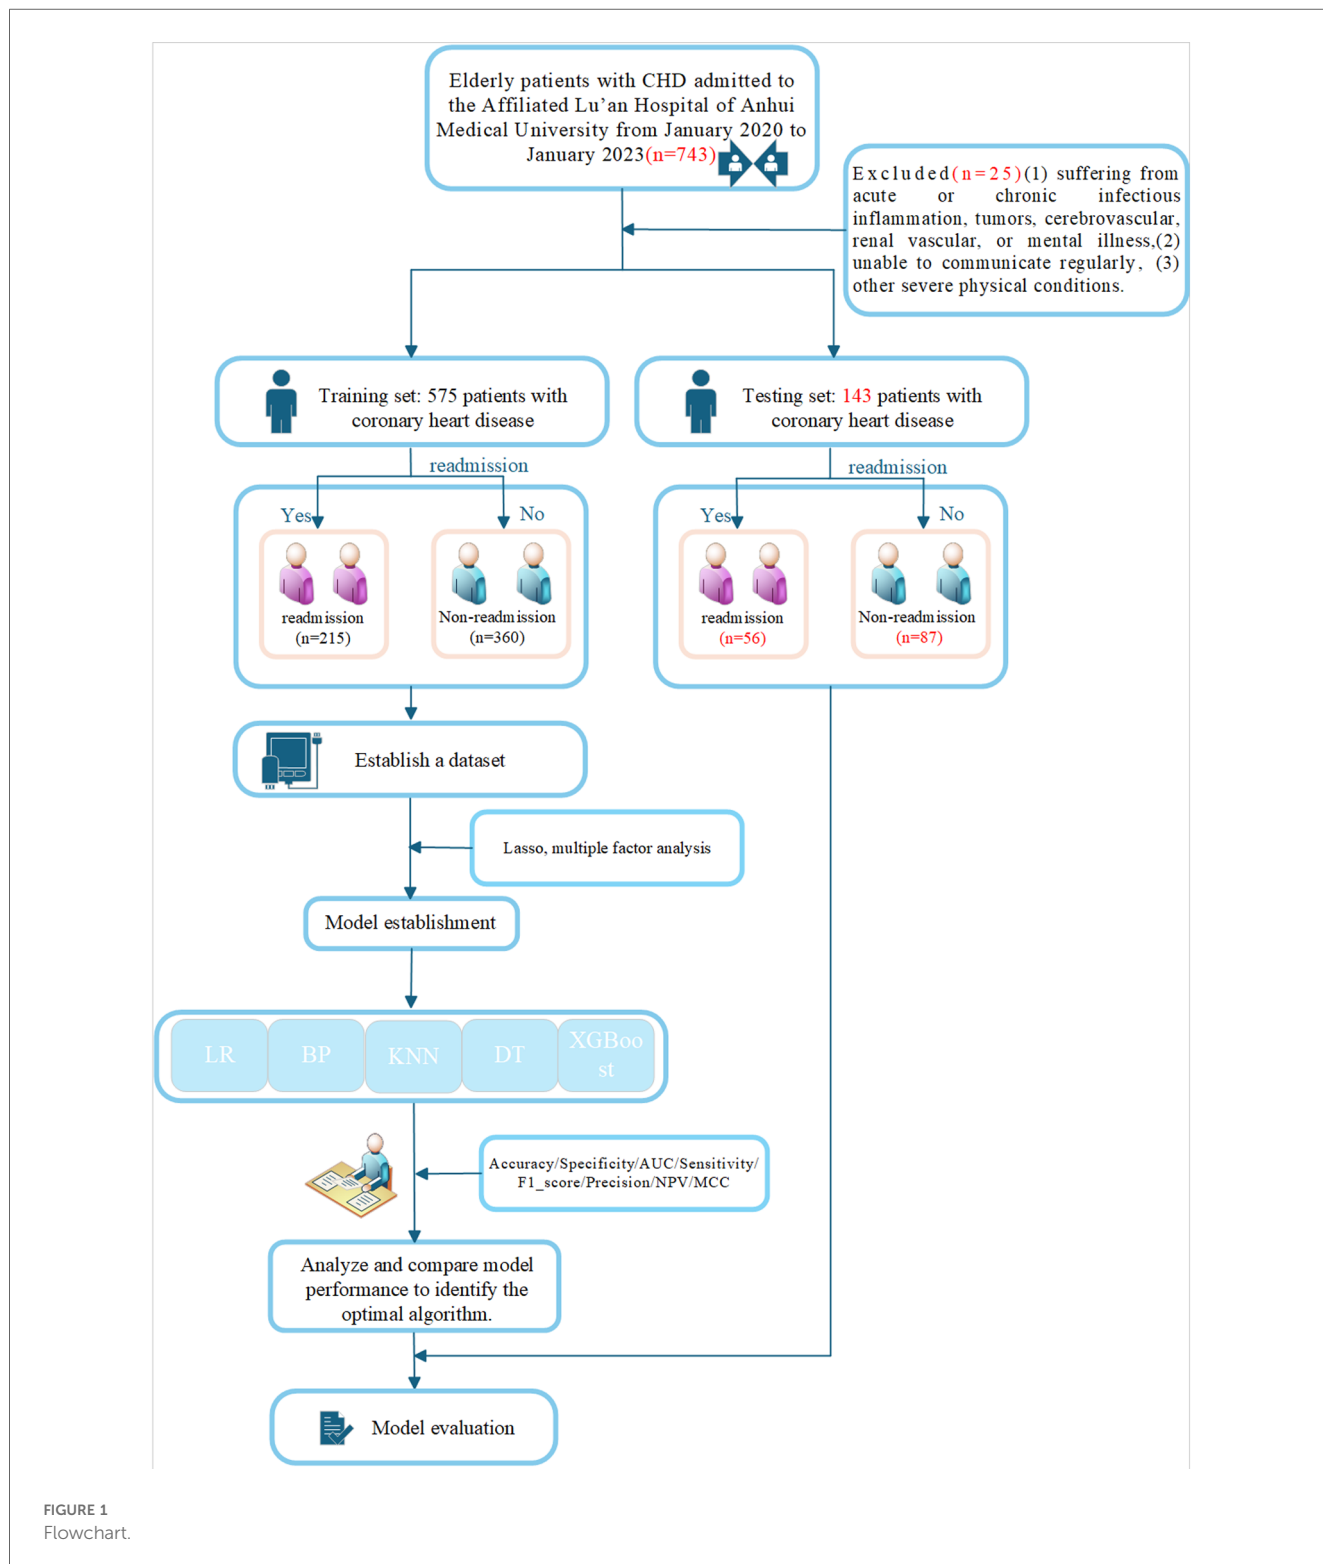 Elderly patients with CHD admitted to
the Affiliated Lu’an Hospital of Anhui
Medical University from January 2020 to
January 2023(n=743)
Excluded(n=25)(1) suffering from
acute or chronic infectious
inflammation, tumors, cerebrovascular,
renal vascular, or mental illness,(2)
unable to communicate regularly, (3)
other severe physical conditions.
Training set: 575 patients with
coronary heart disease
Testing set: 143 patients with
coronary heart disease
readmission
readmission
Yes
No
Yes
No
readmission
(n=215)
Non-readmission
(n=360)
readmission
(n=56)
Non-readmission
(n=87)
Establish a dataset
Lasso, multiple factor analysis
Model establishment
LR
BP
KNN
DT
XGBoo
st
Accuracy/Specificity/AUC/Sensitivity/
F1_score/Precision/NPV/MCC
Analyze and compare model
performance to identify the
optimal algorithm.
Model evaluation
FIGURE 1
Flowchart.